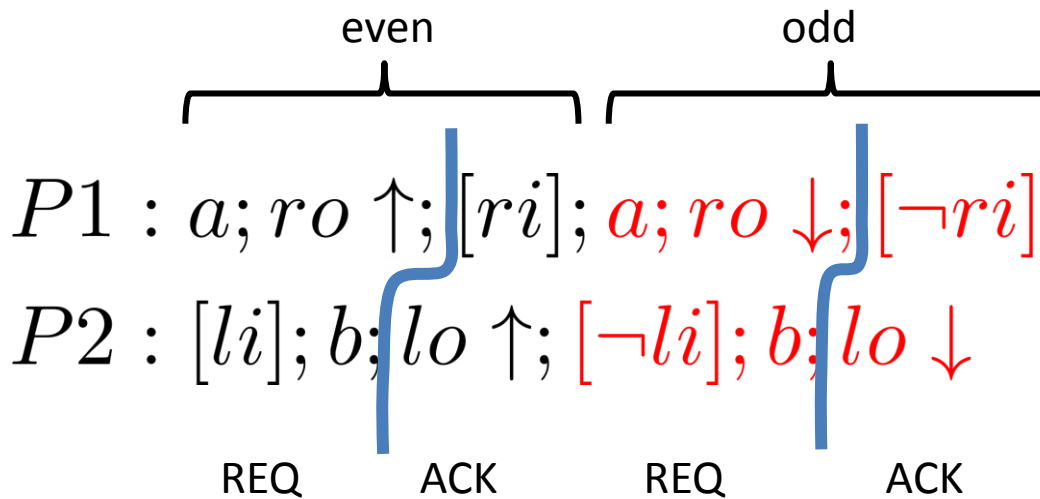 even odd
P1 : a; ro ↑; [ri]; a; ro ↓; [¬ri]
P2 : [li]; b; lo ↑; [¬li]; b; lo ↓
REQ ACK REQ ACK